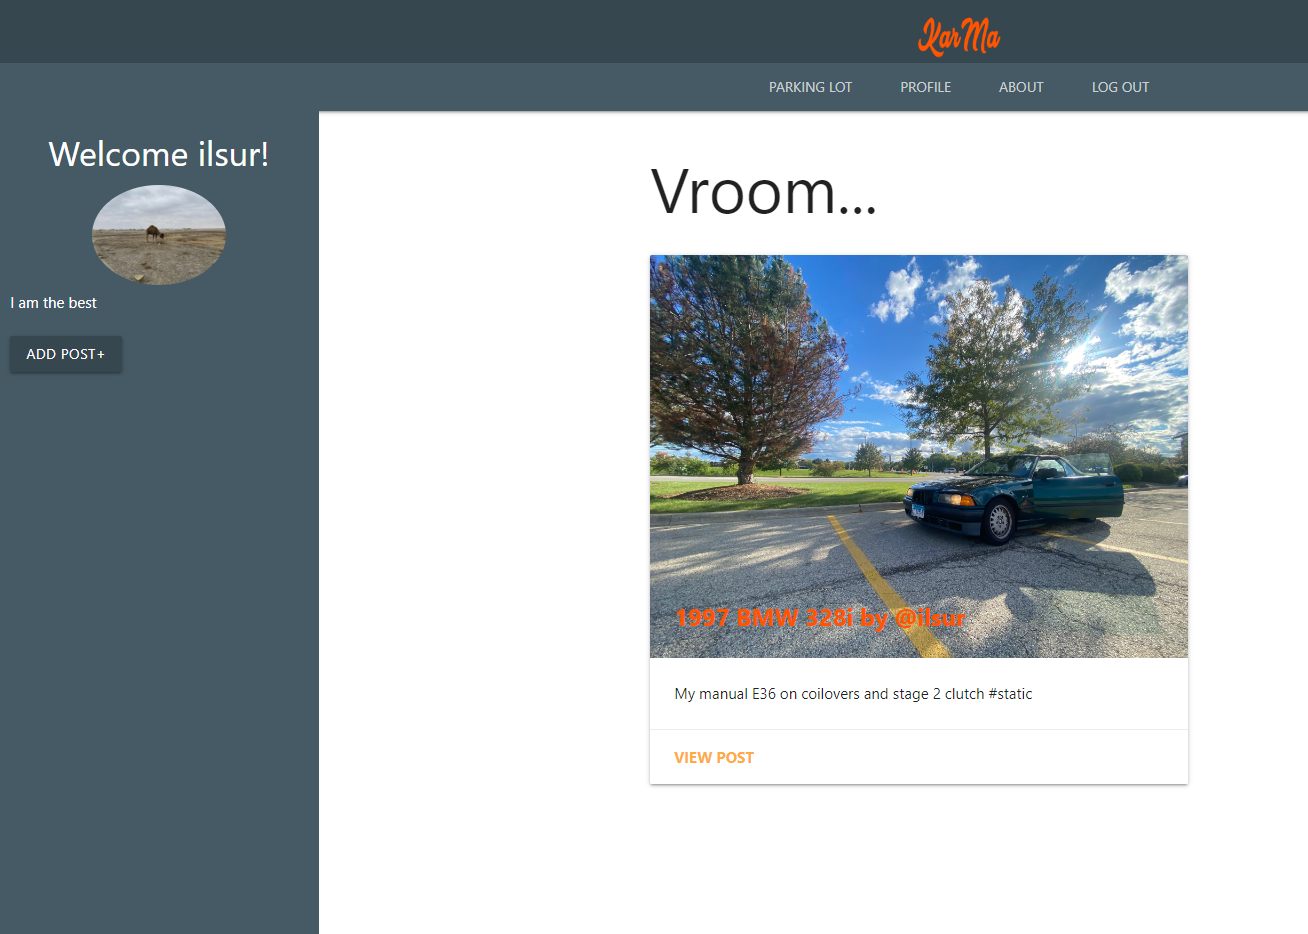 KarMa
PARKING LOT PROFILE ABOUT LOG OUT
Welcome ilsur!
I am the best
ADD POST+
Vroom...
1997 BMW 328i by @ilsur
My manual E36 on coilovers and stage 2 clutch #static
VIEW POST